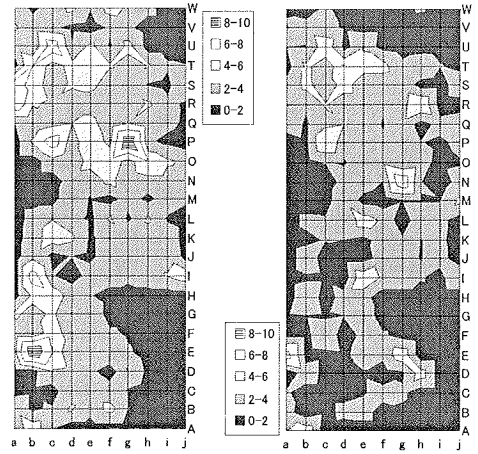 W
V
U
T
S
R
Q
P
O
N
M
L
K
J
I
H
G
F
E
D
C
B
A
a b c d e f g h i j
8-10
6-8
4-6
2-4
0-2
8-10
6-8
4-6
2-4
0-2
W
V
U
T
S
R
Q
P
O
N
M
L
K
J
I
H
G
F
E
D
C
B
A
a b c d e f g h i j